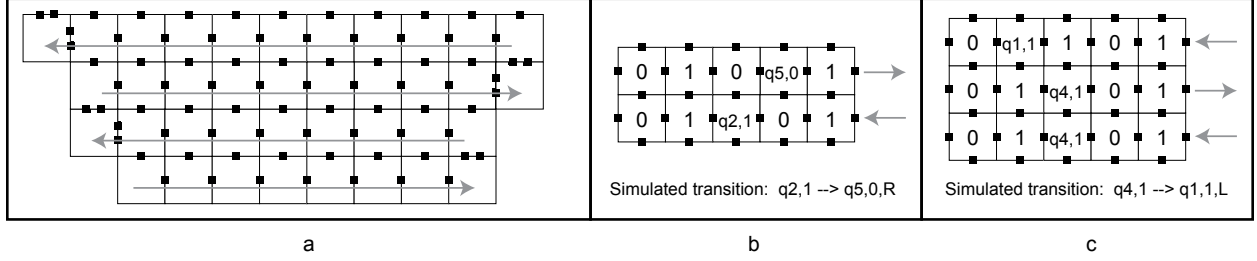 0 1 0 q5,0 1
0 1 q2,1 0 1
Simulated transition: q2,1 --> q5,0,R
0 q1,1 1 0 1
0 1 q4,1 0 1
0 1 q4,1 0 1
Simulated transition: q4,1 --> q1,1,L
a
b
c